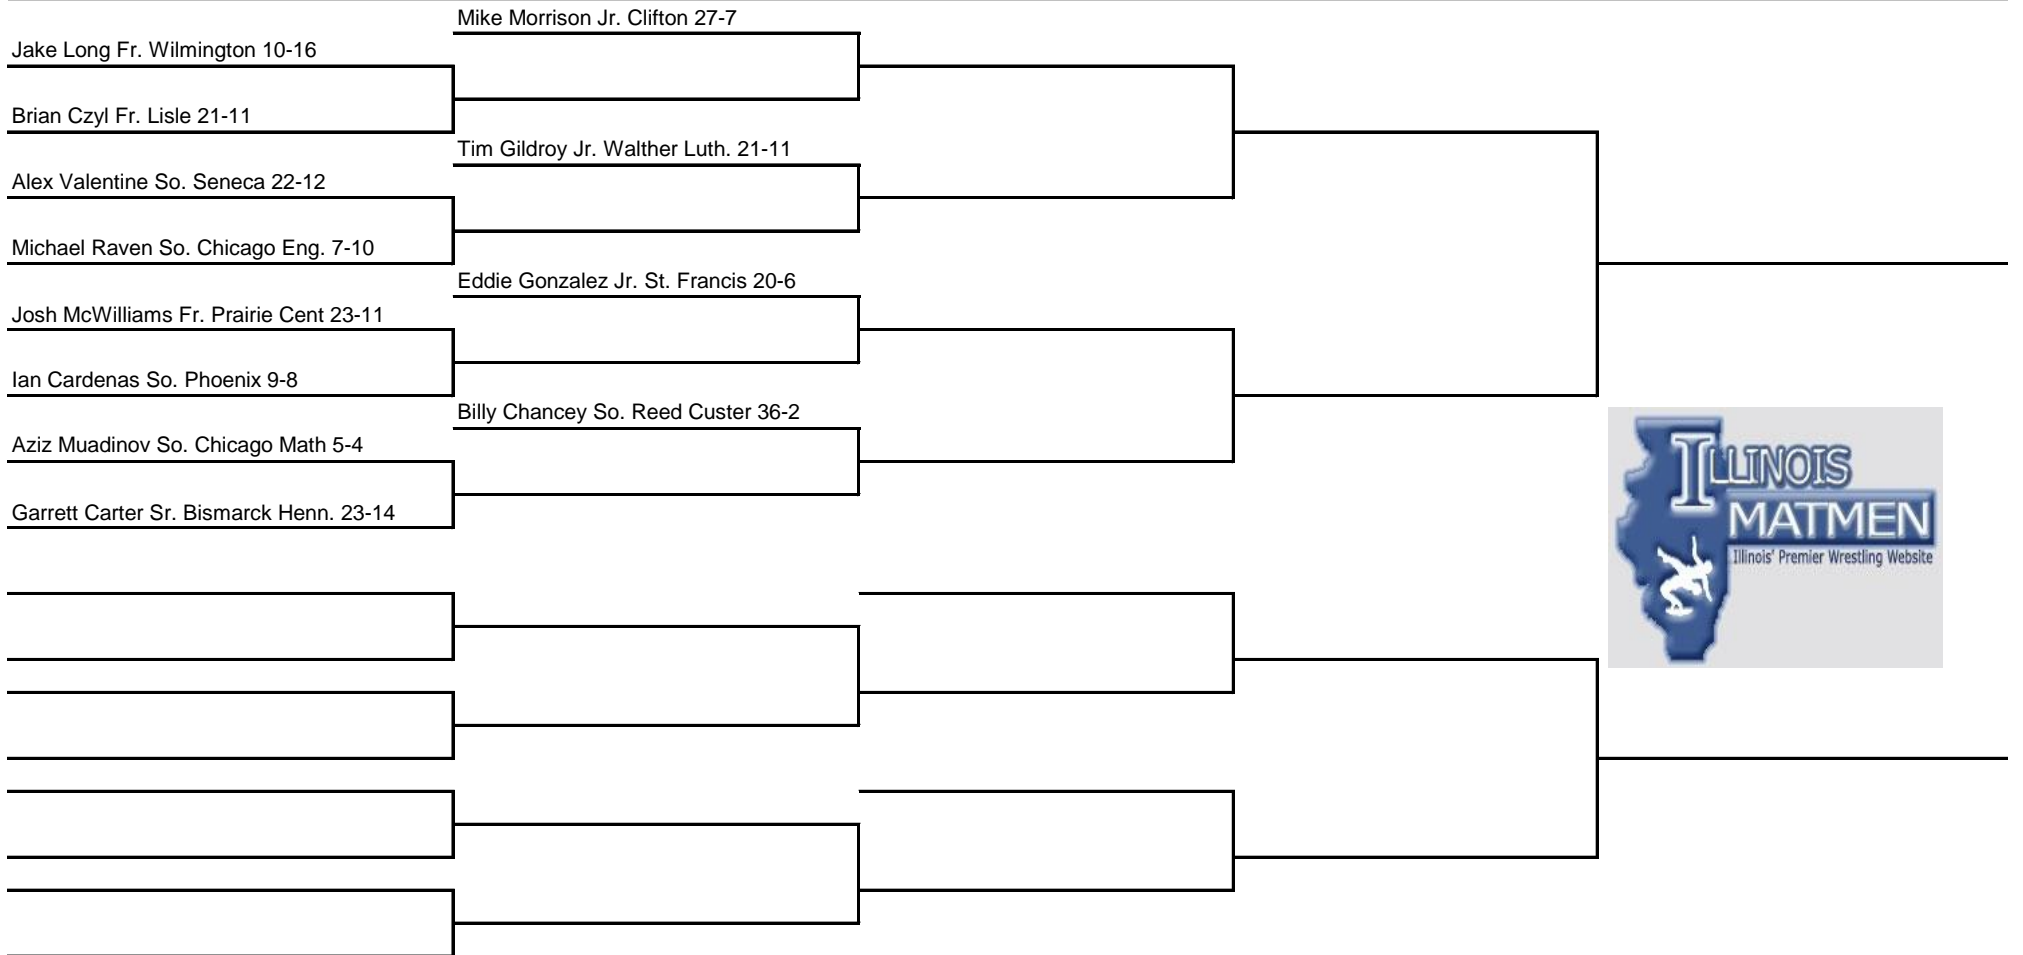 Mike Morrison Jr. Clifton 27-7
Jake Long Fr. Wilmington 10-16
Brian Czyl Fr. Lisle 21-11
Tim Gildroy Jr. Walther Luth. 21-11
Alex Valentine So. Seneca 22-12
Michael Raven So. Chicago Eng. 7-10
Eddie Gonzalez Jr. St. Francis 20-6
Josh McWilliams Fr. Prairie Cent 23-11
Ian Cardenas So. Phoenix 9-8
Billy Chancey So. Reed Custer 36-2
Aziz Muadinov So. Chicago Math 5-4
Garrett Carter Sr. Bismarck Henn. 23-14
ILLINOIS
MATMEN
Illinois' Premier Wrestling Website